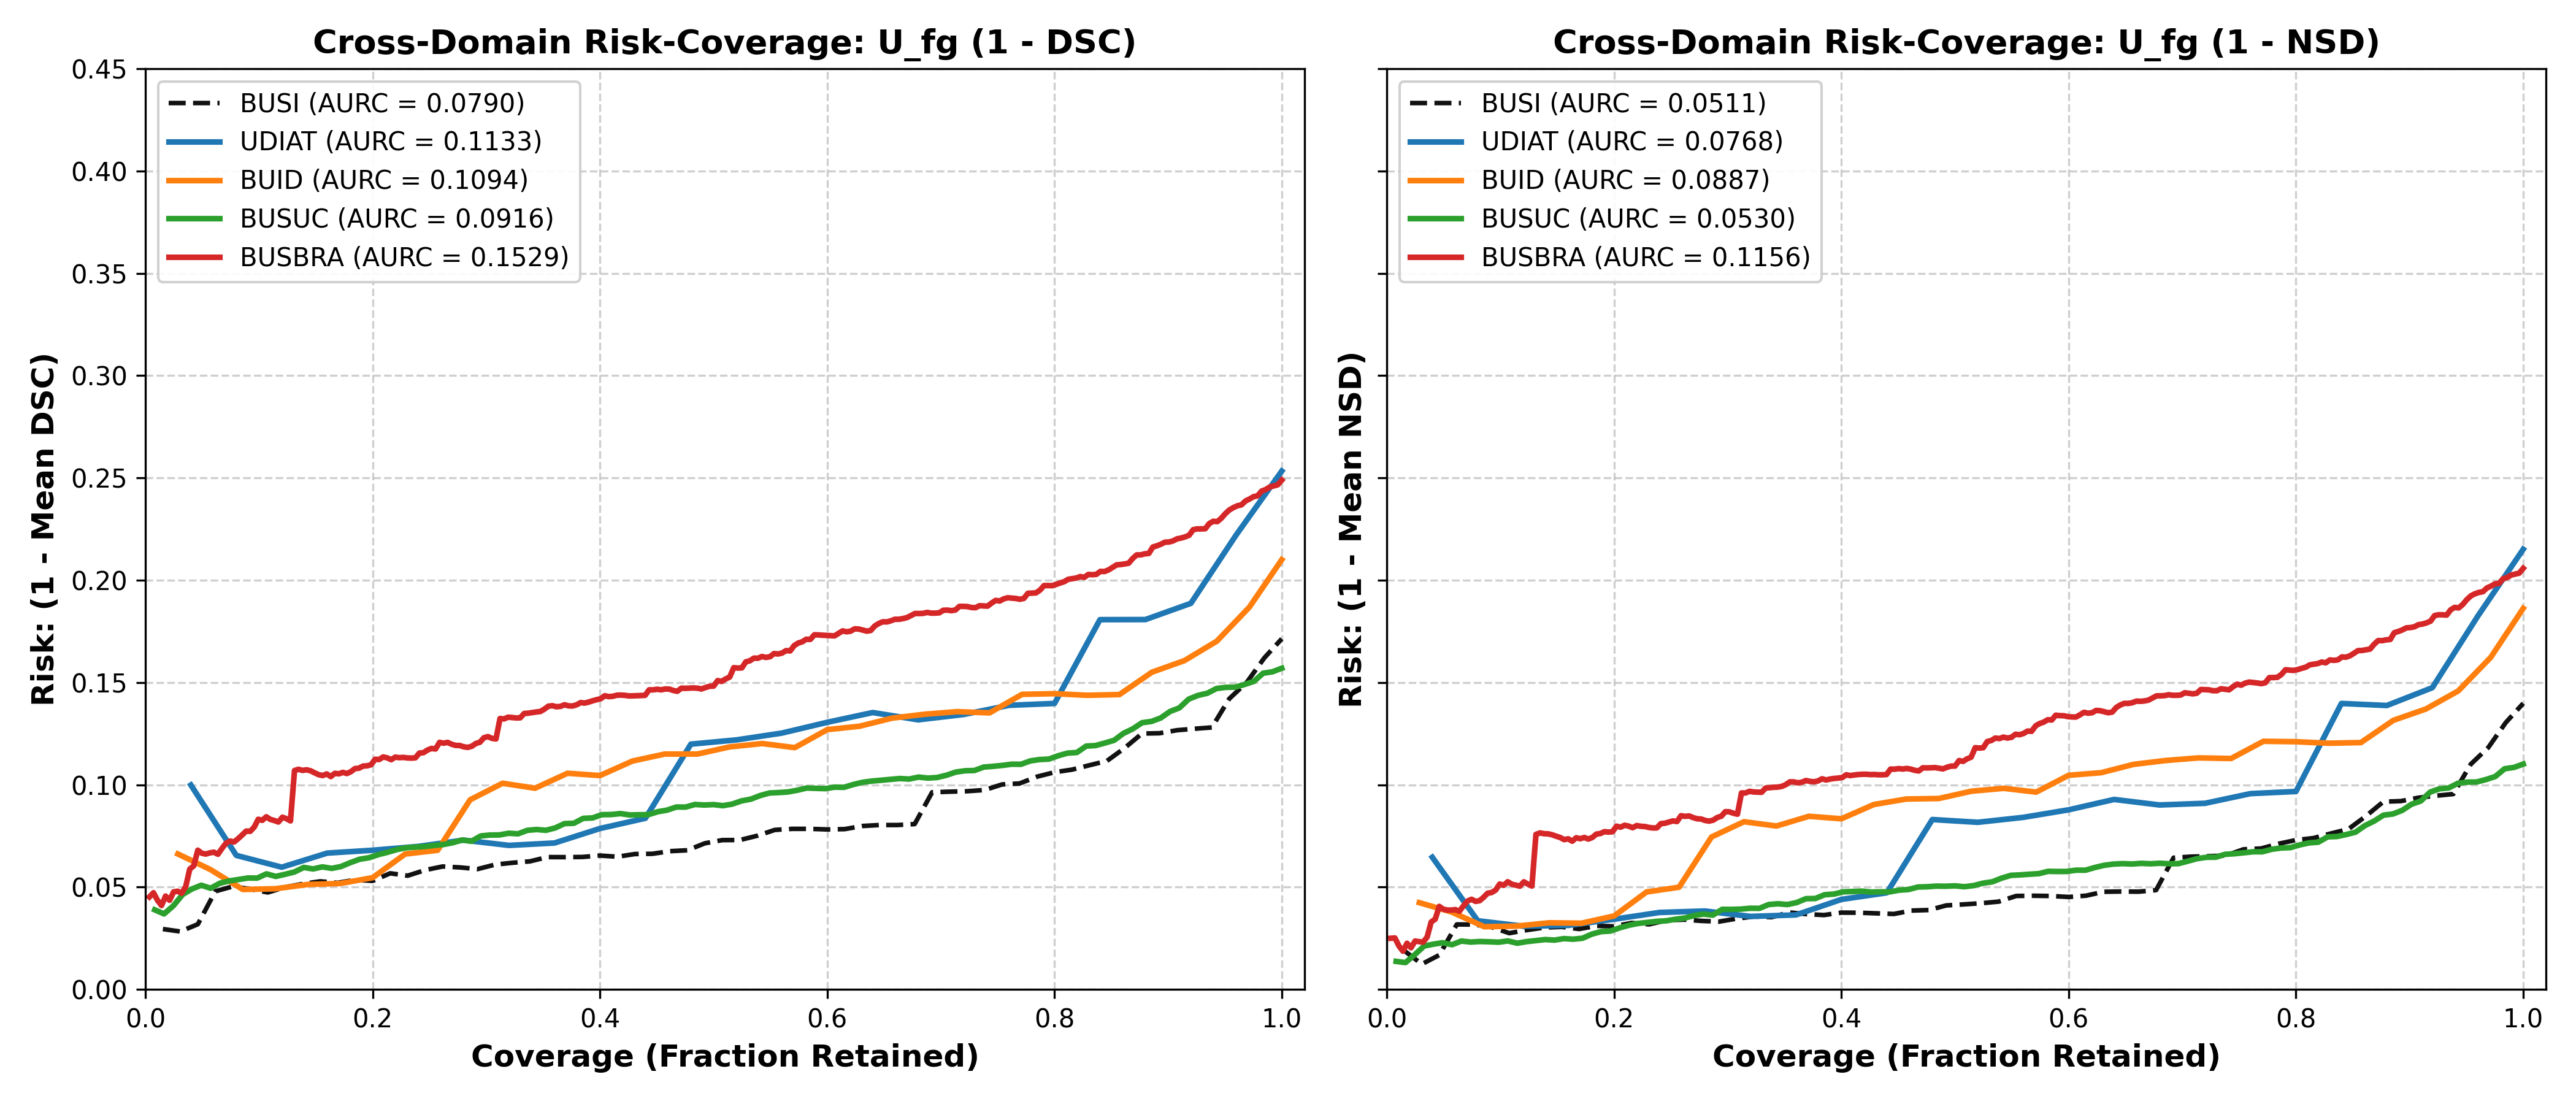 Cross-Domain Risk-Coverage: U_fg (1 - DSC)
BUSI (AURC = 0.0790)
UDIAT (AURC = 0.1133)
BUID (AURC = 0.1094)
BUSUC (AURC = 0.0916)
BUSBRA (AURC = 0.1529)
Risk: (1 - Mean DSC)
0.45
0.40
0.35
0.30
0.25
0.20
0.15
0.10
0.05
0.00
0.0 0.2 0.4 0.6 0.8 1.0
Coverage (Fraction Retained)
Cross-Domain Risk-Coverage: U_fg (1 - NSD)
BUSI (AURC = 0.0511)
UDIAT (AURC = 0.0768)
BUID (AURC = 0.0887)
BUSUC (AURC = 0.0530)
BUSBRA (AURC = 0.1156)
Risk: (1 - Mean NSD)
0.0 0.2 0.4 0.6 0.8 1.0
Coverage (Fraction Retained)